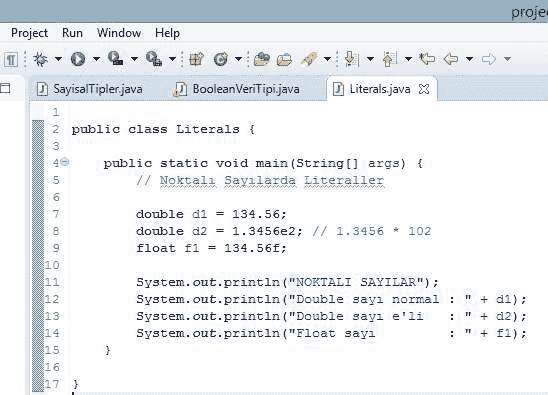 proje
Project Run Window Help
SayisalTipler.java BooleanVeriTipi.java Literals.java
1
2 public class Literals {
3
4 public static void main(String[] args) {
5 // Noktalı Sayılarda Literaller
6
7 double d1 = 134.56;
8 double d2 = 1.3456e2; // 1.3456 * 102
9 float f1 = 134.56f;
10
11 System.out.println("NOKTALI SAYILAR");
12 System.out.println("Double sayı normal : " + d1);
13 System.out.println("Double sayı e'li   : " + d2);
14 System.out.println("Float sayı         : " + f1);
15 }
16
17 }